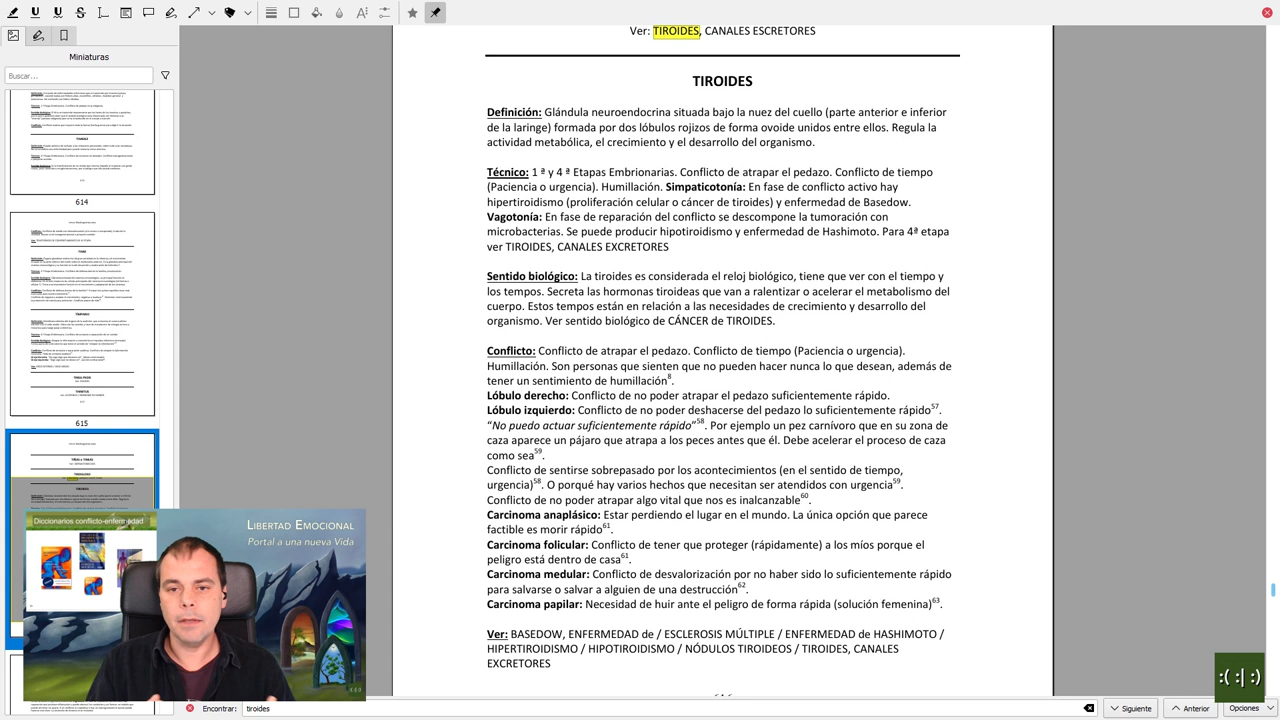 Miniaturas
Buscar...
614
615
Diccionarios conflicto-enfermedad
LIBERTAD EMOCIONAL
Portal a una nueva Vida
Ver: TIROIDES, CANALES ESCRETORES
TIROIDES
Definición: Glándula neuroendocrina situada bajo la nuez del cuello (parte anterior e inferior
de la laringe) formada por dos lóbulos rojizos de forma ovoide unidos entre ellos. Regula la
actividad metabólica, el crecimiento y el desarrollo del organismo.
Técnico: 1 ª y 4 ª Etapas Embrionarias. Conflicto de atrapar el pedazo. Conflicto de tiempo
(Paciencia o urgencia). Humillación. Simpaticotonía: En fase de conflicto activo hay
hipertiroidismo (proliferación celular o cáncer de tiroides) y enfermedad de Basedow.
Vagotonía: En fase de reparación del conflicto se descompone la tumoración con
microbacterias. Se puede producir hipotiroidismo y enfermedad de Hashimoto. Para 4ª etapa
ver TIROIDES, CANALES EXCRETORES
Sentido biológico: La tiroides es considerada el reloj interno. Tiene que ver con el tema
tiempo. Secreta las hormonas tiroideas que van a retrasar o acelerar el metabolismo del
cuerpo. Estos tempos están en relación a las necesidades de crecimiento y desarrollo del
organismo. Ver sentido biológico de CÁNCER de TIROIDES.
Conflicto: Conflicto de atrapar el pedazo. Conflicto de tiempo (Paciencia o urgencia).
Humillación. Son personas que sienten que no pueden hacer nunca lo que desean, además de
tener un sentimiento de humillación8.
Lóbulo derecho: Conflicto de no poder atrapar el pedazo suficientemente rápido.
Lóbulo izquierdo: Conflicto de no poder deshacerse del pedazo lo suficientemente rápido57.
“No puedo actuar suficientemente rápido”58. Por ejemplo un pez carnívoro que en su zona de
caza aparece un pájaro que atrapa a los peces antes que él. Debe acelerar el proceso de caza
como sea59.
Conflicto de sentirse sobrepasado por los acontecimientos (en el sentido de tiempo,
urgencia)58. O porqué hay varios hechos que necesitan ser atendidos con urgencia59.
Conflicto de no poder atrapar algo vital que nos es natural60.
Carcinoma aplásico: Estar perdiendo el lugar en el mundo. La única opción que parece
factible es morir rápido61.
Carcinoma folicular: Conflicto de tener que proteger (rápidamente) a los míos porque el
peligro está dentro de casa61.
Carcinoma medular: Conflicto de desvalorización por no haber sido lo suficientemente rápido
para salvarse o salvar a alguien de una destrucción62.
Carcinoma papilar: Necesidad de huir ante el peligro de forma rápida (solución femenina)63.
Ver: BASEDOW, ENFERMEDAD de / ESCLEROSIS MÚLTIPLE / ENFERMEDAD de HASHIMOTO /
HIPERTIROIDISMO / HIPOTIROIDISMO / NÓDULOS TIROIDEOS / TIROIDES, CANALES
EXCRETORES
:( :| :)
Encontrar: tiroides
Siguiente
Anterior
Opciones